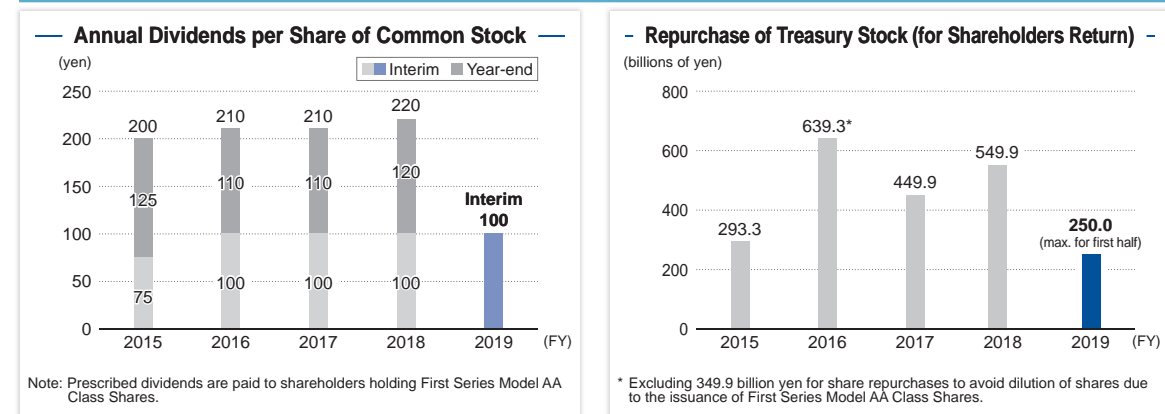 Annual Dividends per Share of Common Stock
(yen)
Interim Year-end
250
200
150
100
50
0
200
125
75
210
110
100
210
110
100
220
120
100
Interim
100
2015 2016 2017 2018 2019 (FY)
Note: Prescribed dividends are paid to shareholders holding First Series Model AA
Class Shares.
Repurchase of Treasury Stock (for Shareholders Return)
(billions of yen)
800
600
400
200
0
293.3
639.3*
449.9
549.9
250.0
(max. for first half)
2015 2016 2017 2018 2019 (FY)
* Excluding 349.9 billion yen for share repurchases to avoid dilution of shares due
to the issuance of First Series Model AA Class Shares.